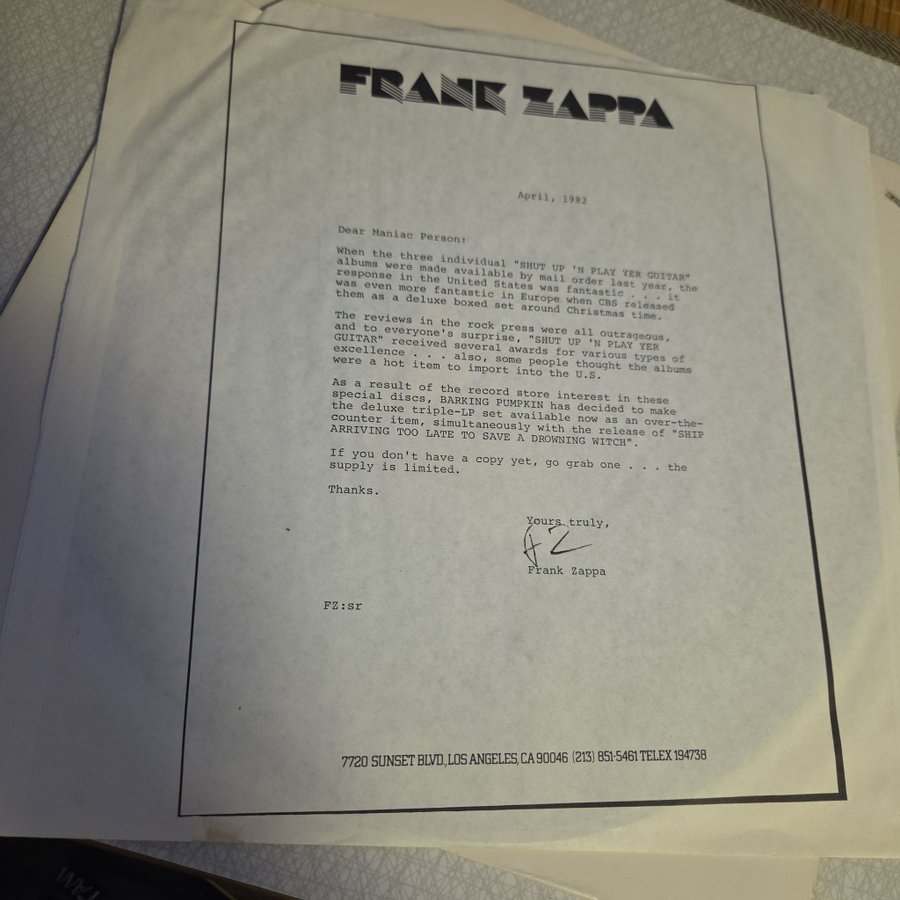 FRANK ZAPPA
April, 1982
Dear Maniac Person:
When the three individual "SHUT UP 'N PLAY YER GUITAR"
albums were made available by mail order last year, the
response in the United States was fantastic . . . it
was even more fantastic in Europe when CBS released
them as a deluxe boxed set around Christmas time.
The reviews in the rock press were all outrageous,
and to everyone's surprise, "SHUT UP 'N PLAY YER
GUITAR" received several awards for various types of
excellence . . . also, some people thought the albums
were a hot item to import into the U.S.
As a result of the record store interest in these
special discs, BARKING PUMPKIN has decided to make
the deluxe triple-LP set available now as an over-the-
counter item, simultaneously with the release of "SHIP
ARRIVING TOO LATE TO SAVE A DROWNING WITCH".
If you don't have a copy yet, go grab one . . . the
supply is limited.
Thanks.
Yours truly,
FZ
Frank Zappa
FZ:sr
7720 SUNSET BLVD., LOS ANGELES, CA 90046 (213) 851-5461 TELEX 194738